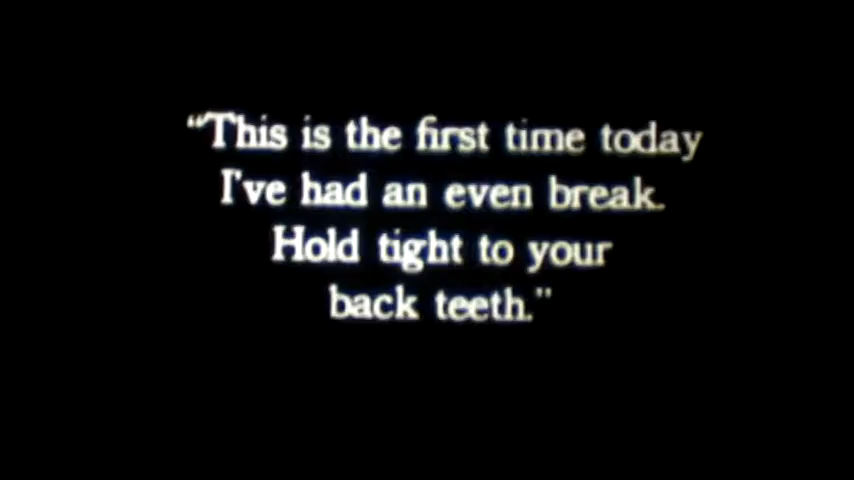 “This is the first time today
I've had an even break.
Hold tight to your
back teeth.”